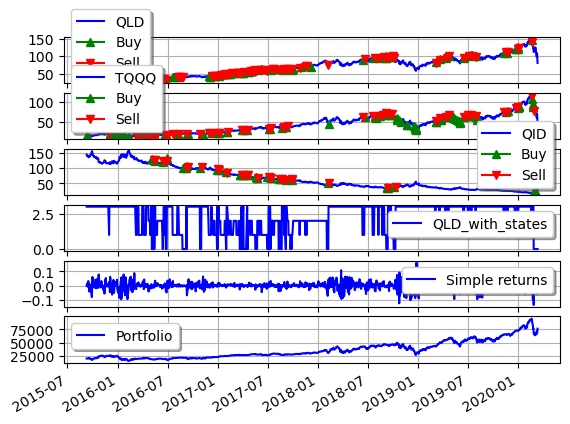 QLD
Buy
Sell
150
100
50
TQQQ
Buy
Sell
100
50
QID
Buy
Sell
150
100
50
QLD_with_states
2.5
0.0
Simple returns
0.1
0.0
−0.1
Portfolio
75000
50000
25000
2015-07 2016-01 2016-07 2017-01 2017-07 2018-01 2018-07 2019-01 2019-07 2020-01